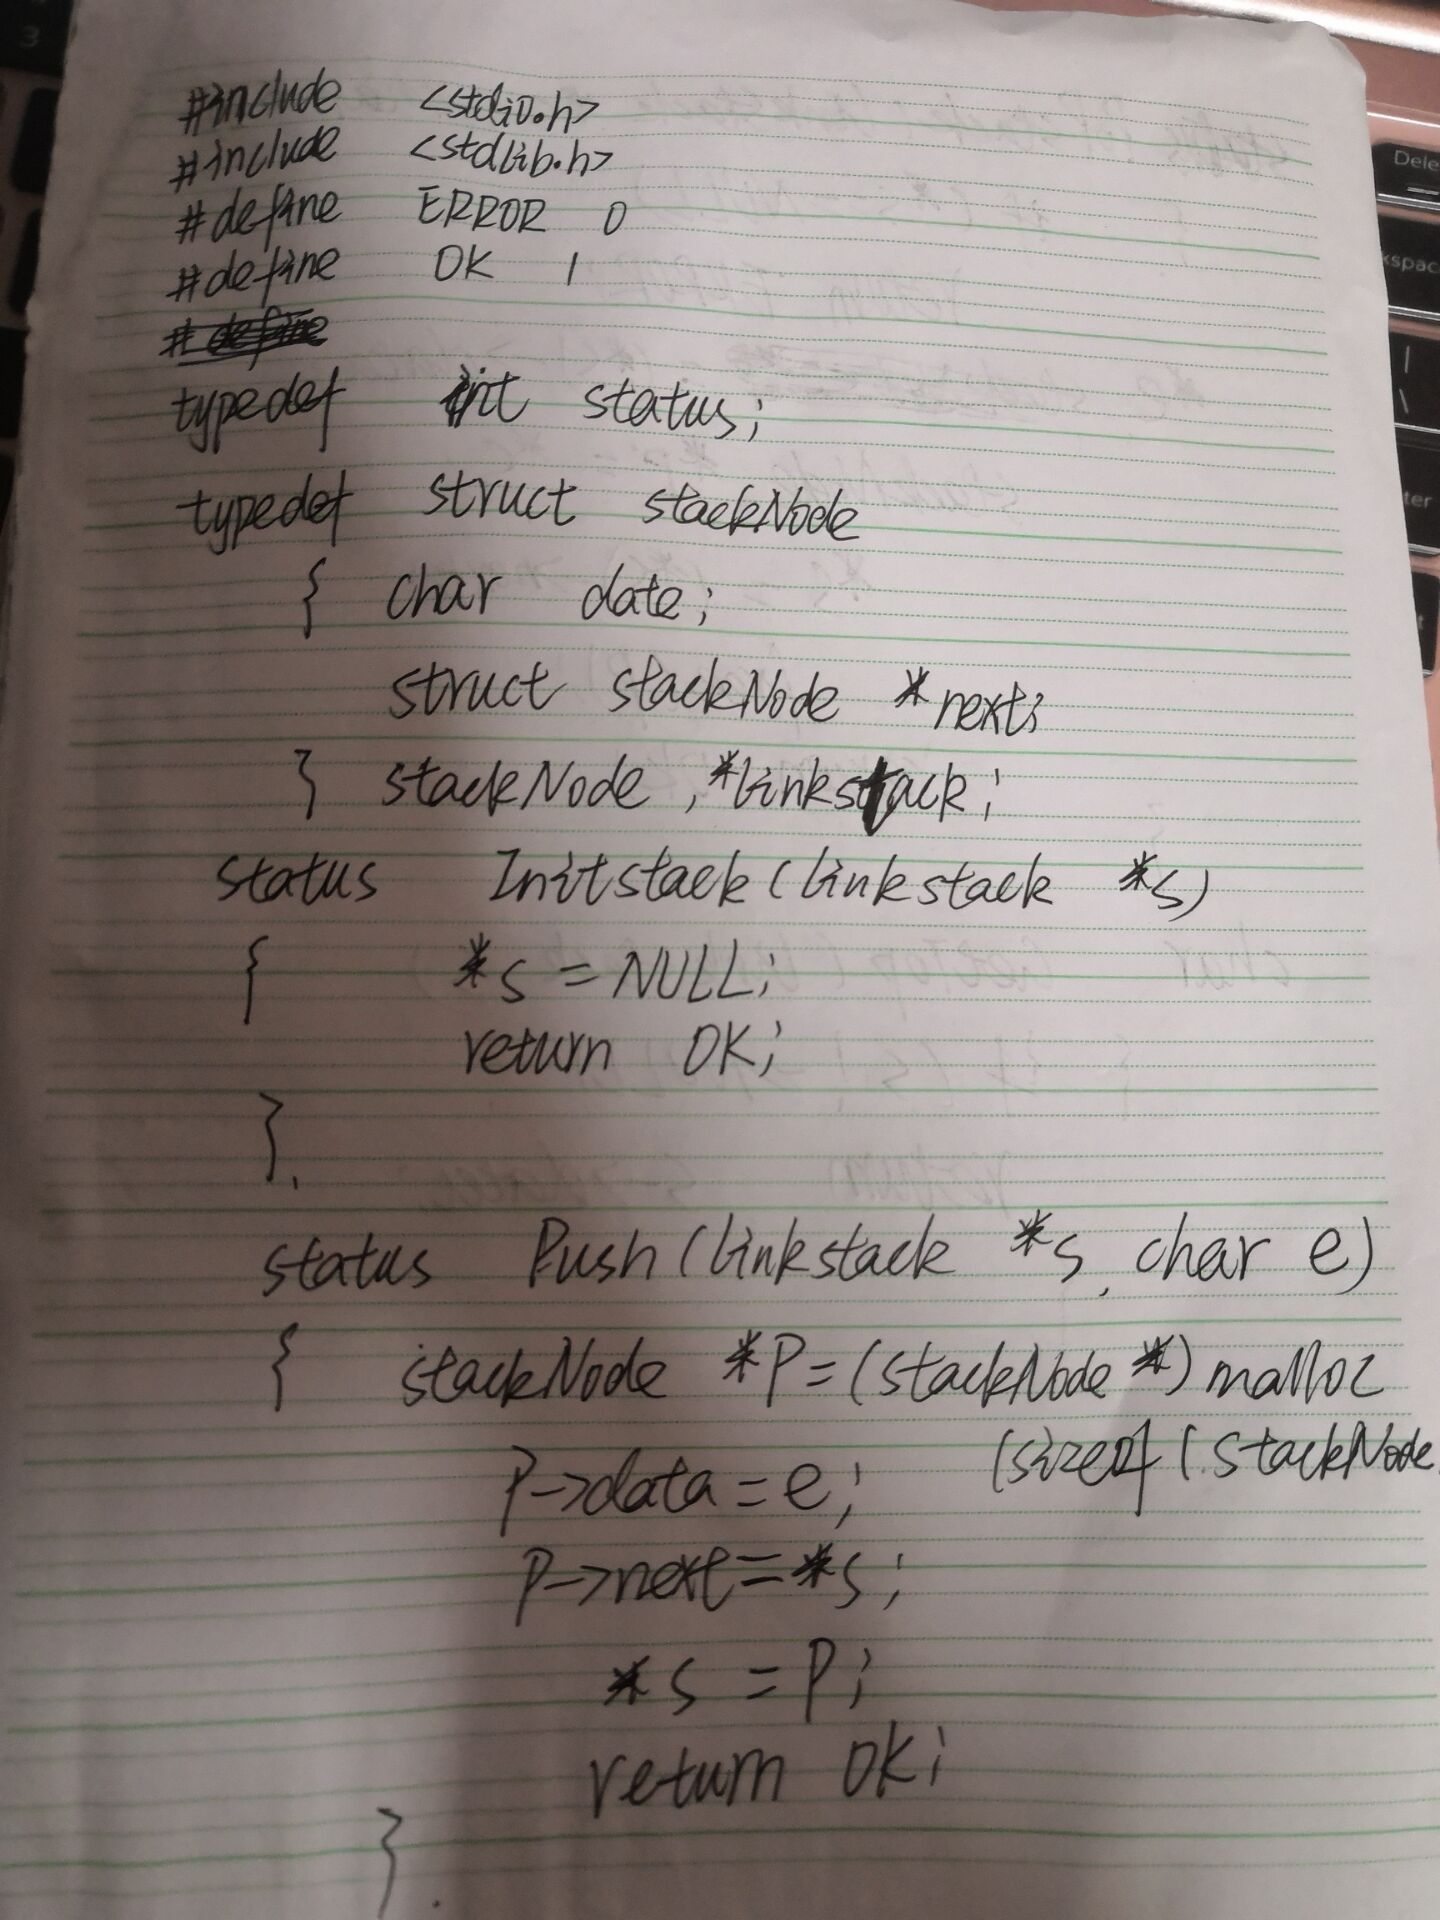 #include <stdio.h>
#include <stdlib.h>
#define ERROR 0
#define OK 1
# define
typedef int status;
typedef struct stackNode
{ char date;
struct stackNode *next;
} stackNode, *linkstack;
status Initstack(linkstack *s)
{ *s = NULL;
return OK;
}.
status Push(linkstack *s, char e)
{ stackNode *P=(stackNode*)malloc
(sizeof(stackNode
P->data=e;
P->next=*s;
*s=P;
return OK;
}.